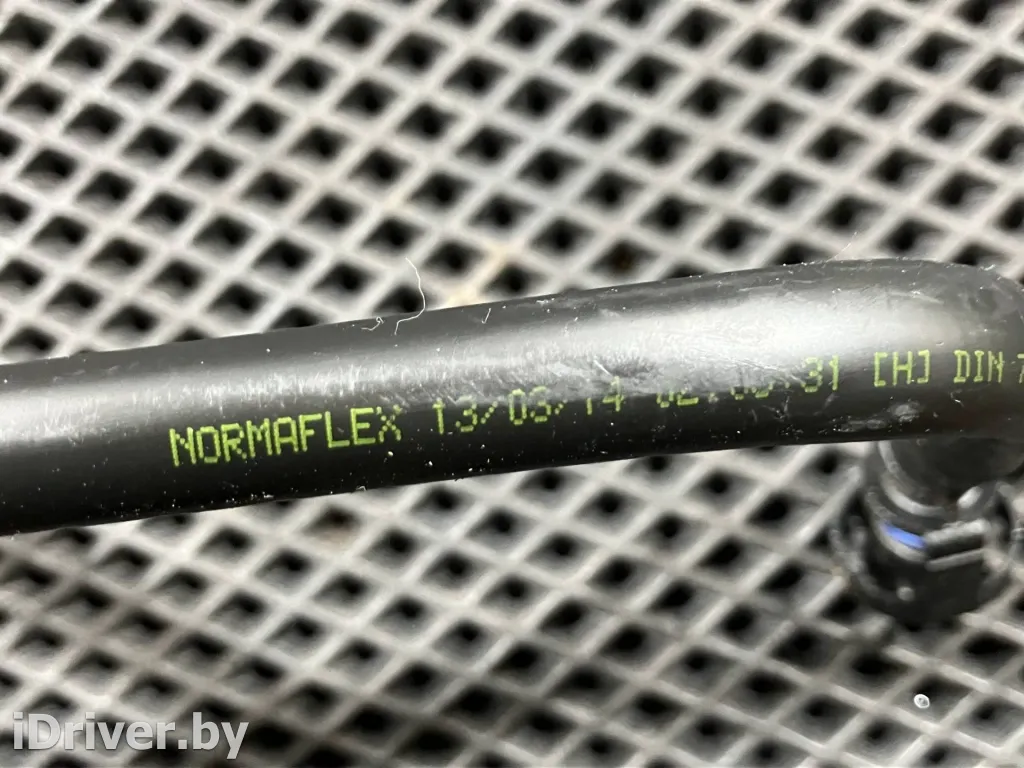 NORMAFLEX 13/03/14 [H] DIN
iDriver.by